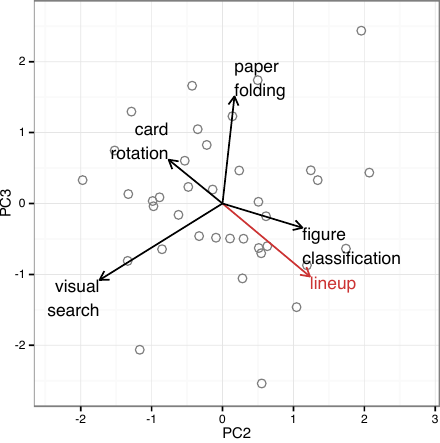 paper
folding
card
rotation
figure
classification
lineup
visual
search
PC3
2
1
0
-1
-2
-2
-1
0
1
2
3
PC2